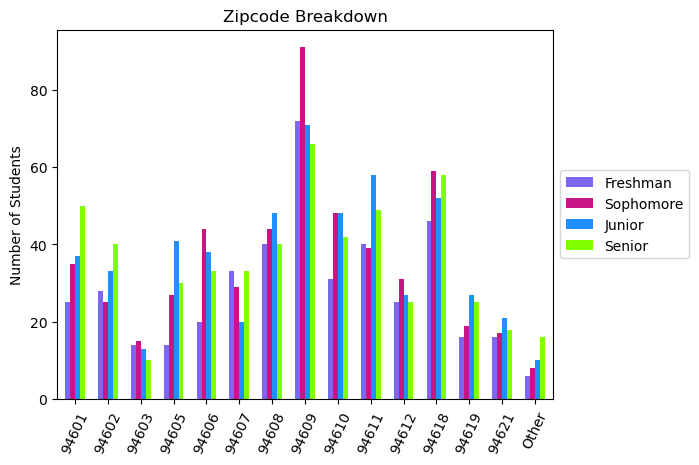 Zipcode Breakdown
Number of Students
80
60
40
20
0
94601
94602
94603
94605
94606
94607
94608
94609
94610
94611
94612
94618
94619
94621
Other
Freshman
Sophomore
Junior
Senior